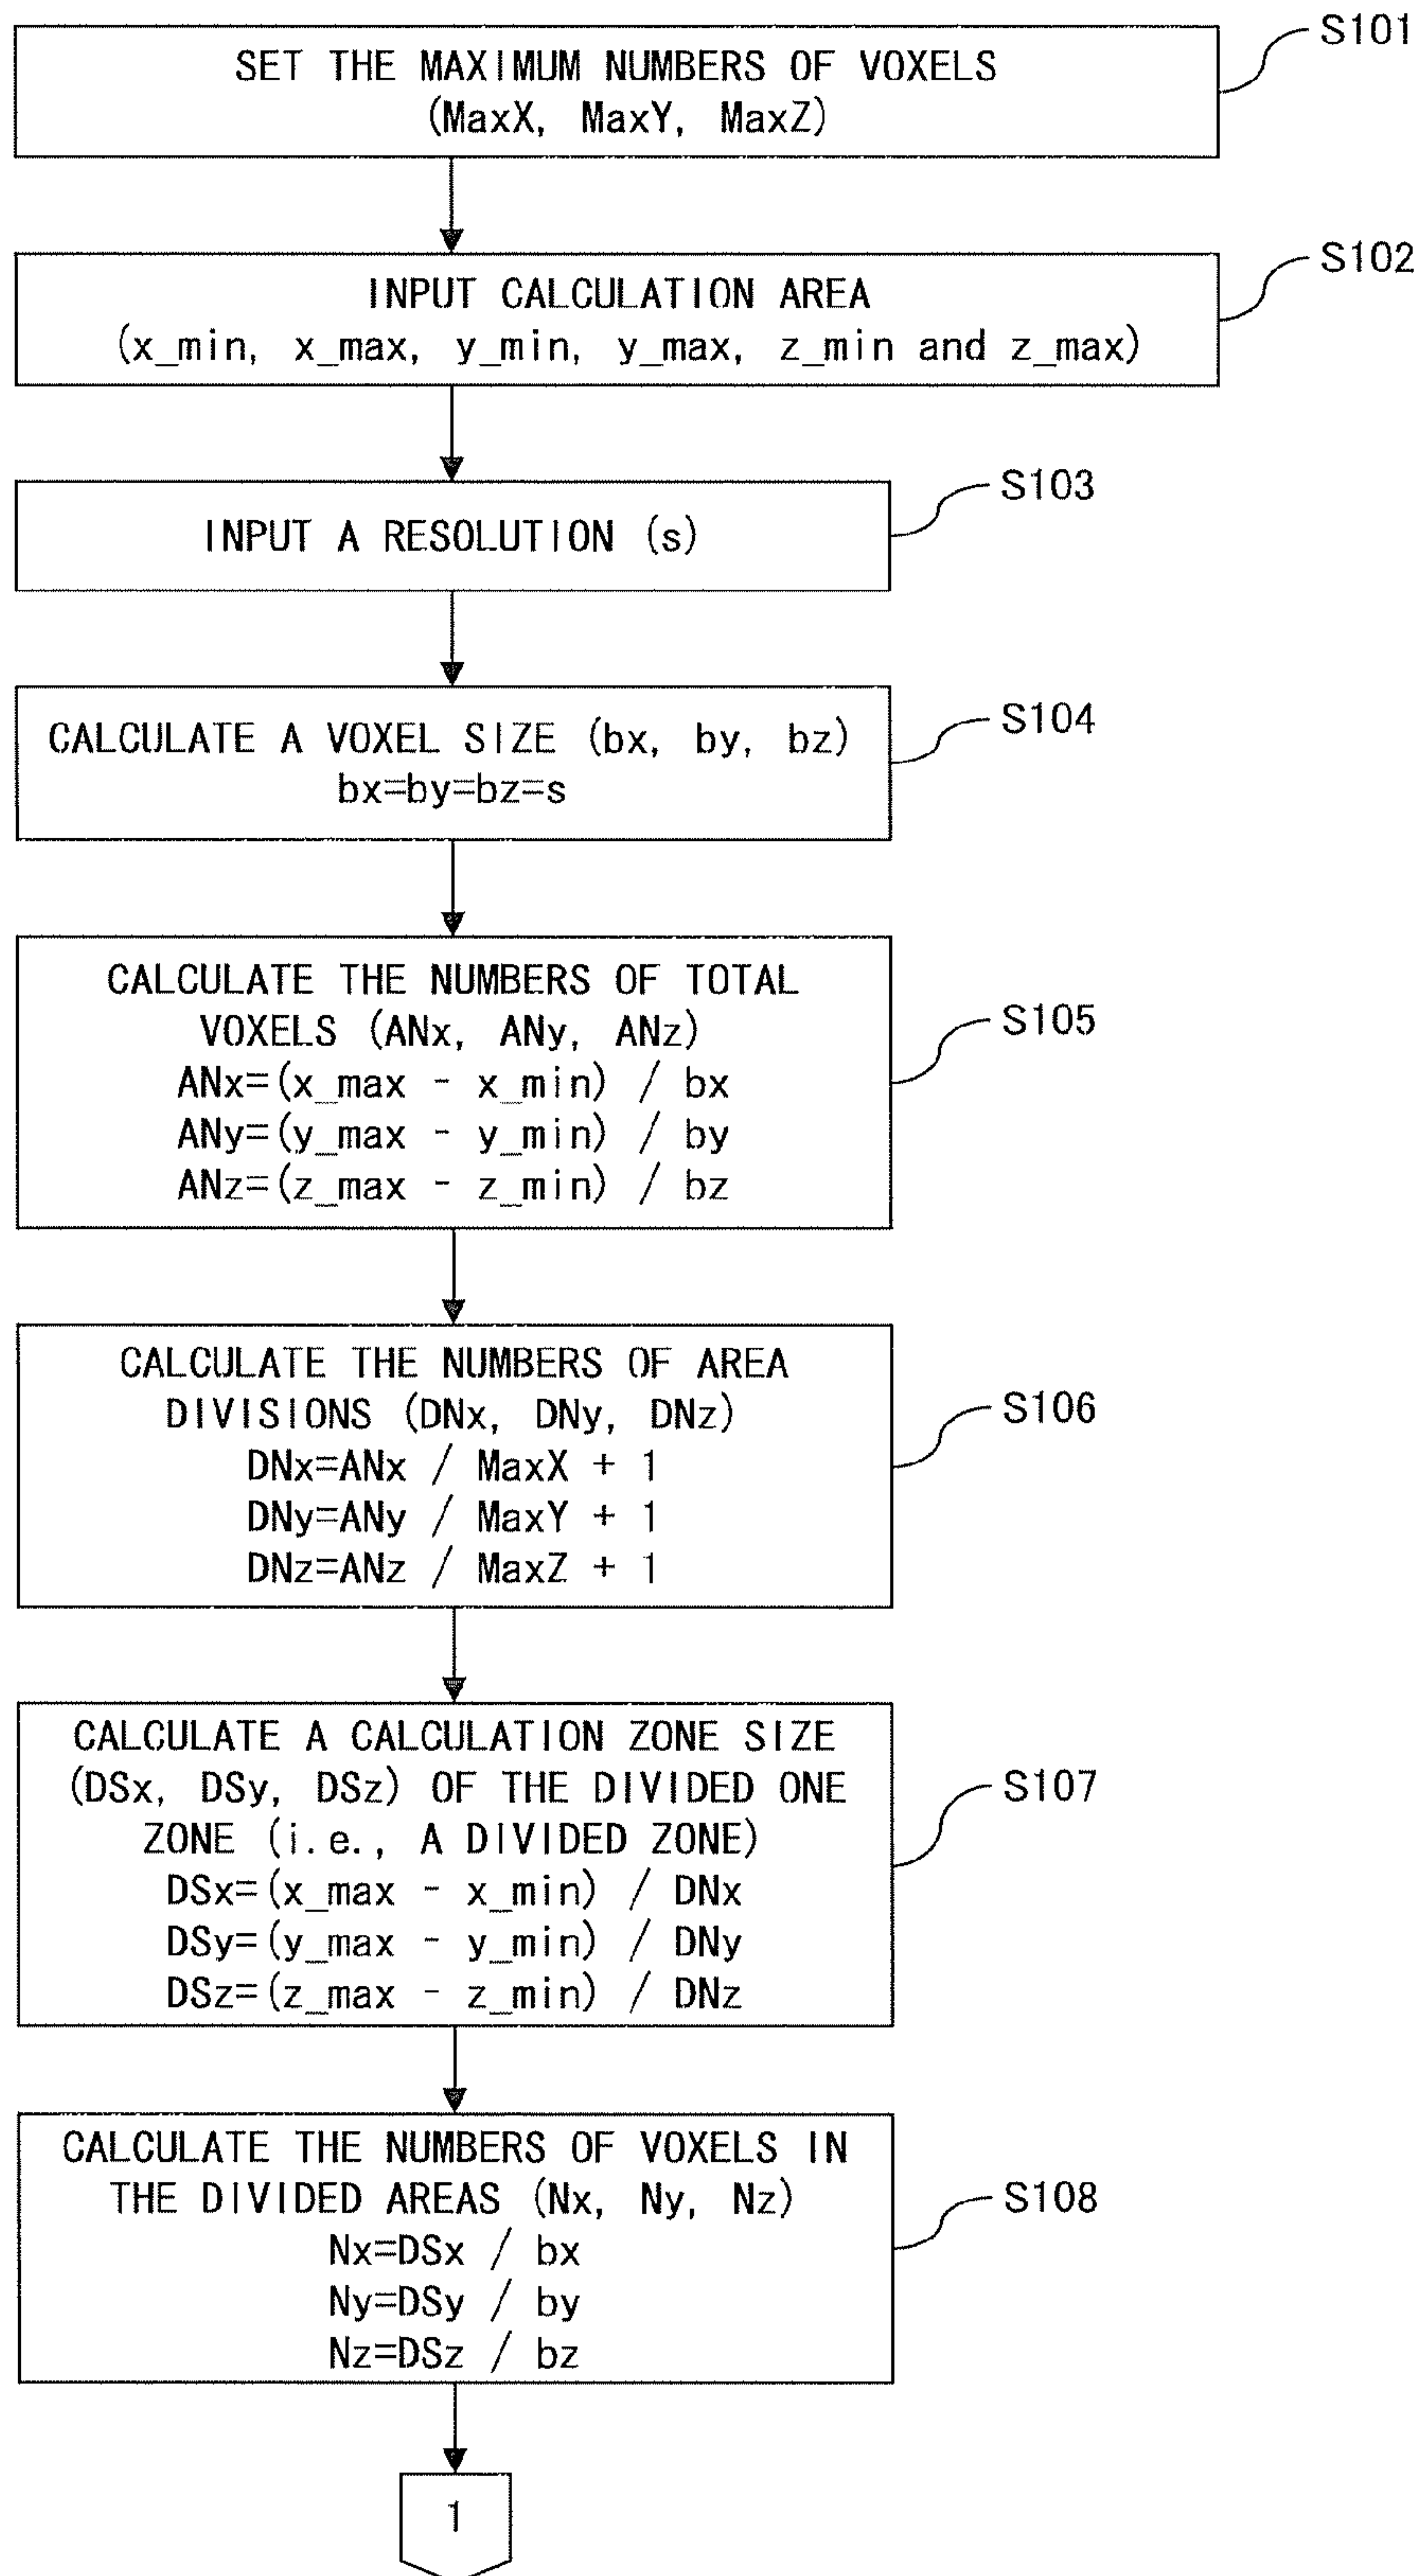 SET THE MAXIMUM NUMBERS OF VOXELS
(MaxX, MaxY, MaxZ)
S101
INPUT CALCULATION AREA
(x_min, x_max, y_min, y_max, z_min and z_max)
S102
INPUT A RESOLUTION (s)
S103
CALCULATE A VOXEL SIZE (bx, by, bz)
bx=by=bz=s
S104
CALCULATE THE NUMBERS OF TOTAL
VOXELS (ANx, ANy, ANz)
ANx=(x_max - x_min) / bx
ANy=(y_max - y_min) / by
ANz=(z_max - z_min) / bz
S105
CALCULATE THE NUMBERS OF AREA
DIVISIONS (DNx, DNy, DNz)
DNx=ANx / MaxX + 1
DNy=ANy / MaxY + 1
DNz=ANz / MaxZ + 1
S106
CALCULATE A CALCULATION ZONE SIZE
(DSx, DSy, DSz) OF THE DIVIDED ONE
ZONE (i.e., A DIVIDED ZONE)
DSx=(x_max - x_min) / DNx
DSy=(y_max - y_min) / DNy
DSz=(z_max - z_min) / DNz
S107
CALCULATE THE NUMBERS OF VOXELS IN
THE DIVIDED AREAS (Nx, Ny, Nz)
Nx=DSx / bx
Ny=DSy / by
Nz=DSz / bz
S108
1